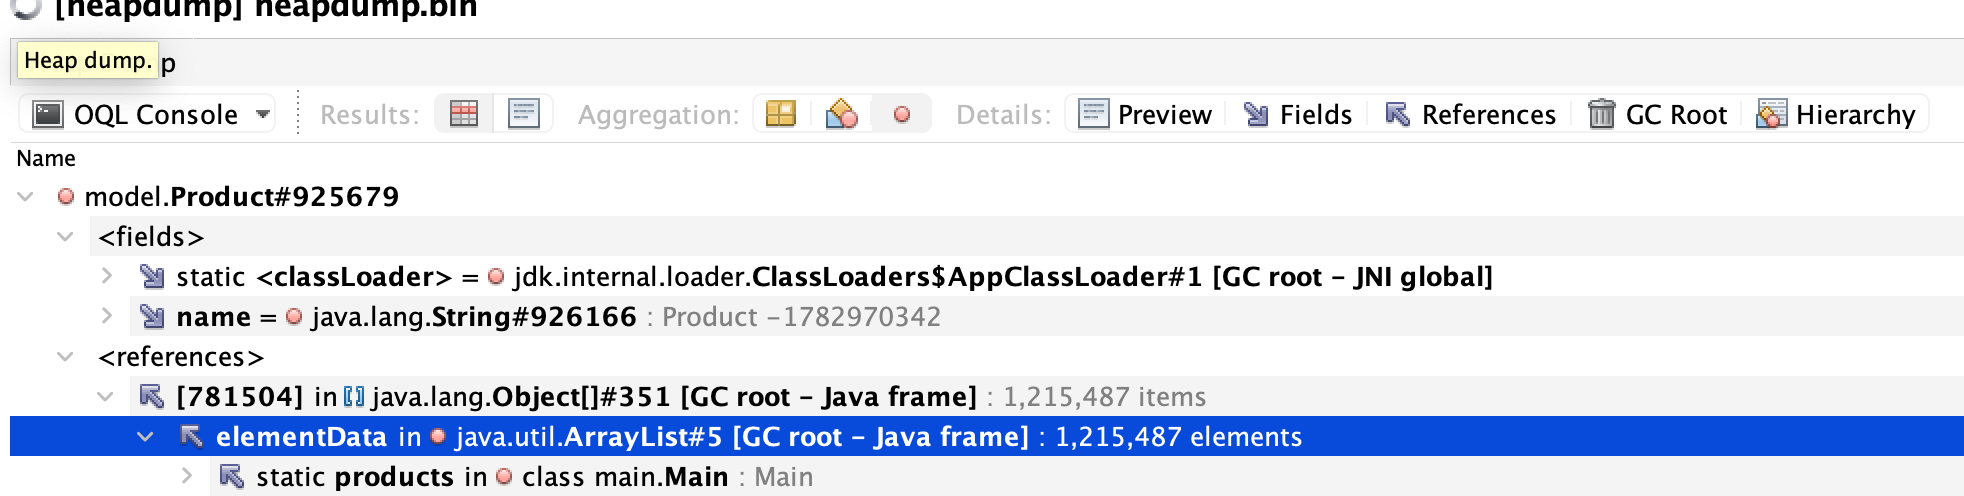 [heapdump] heapdump.bin
Heap dump. p
OQL Console Results: Aggregation: Details: Preview Fields References GC Root Hierarchy
Name
model.Product#925679
<fields>
static <classLoader> = jdk.internal.loader.ClassLoaders$AppClassLoader#1 [GC root - JNI global]
name = java.lang.String#926166 : Product -1782970342
<references>
[781504] in java.lang.Object[]#351 [GC root - Java frame] : 1,215,487 items
elementData in java.util.ArrayList#5 [GC root - Java frame] : 1,215,487 elements
static products in class main.Main : Main